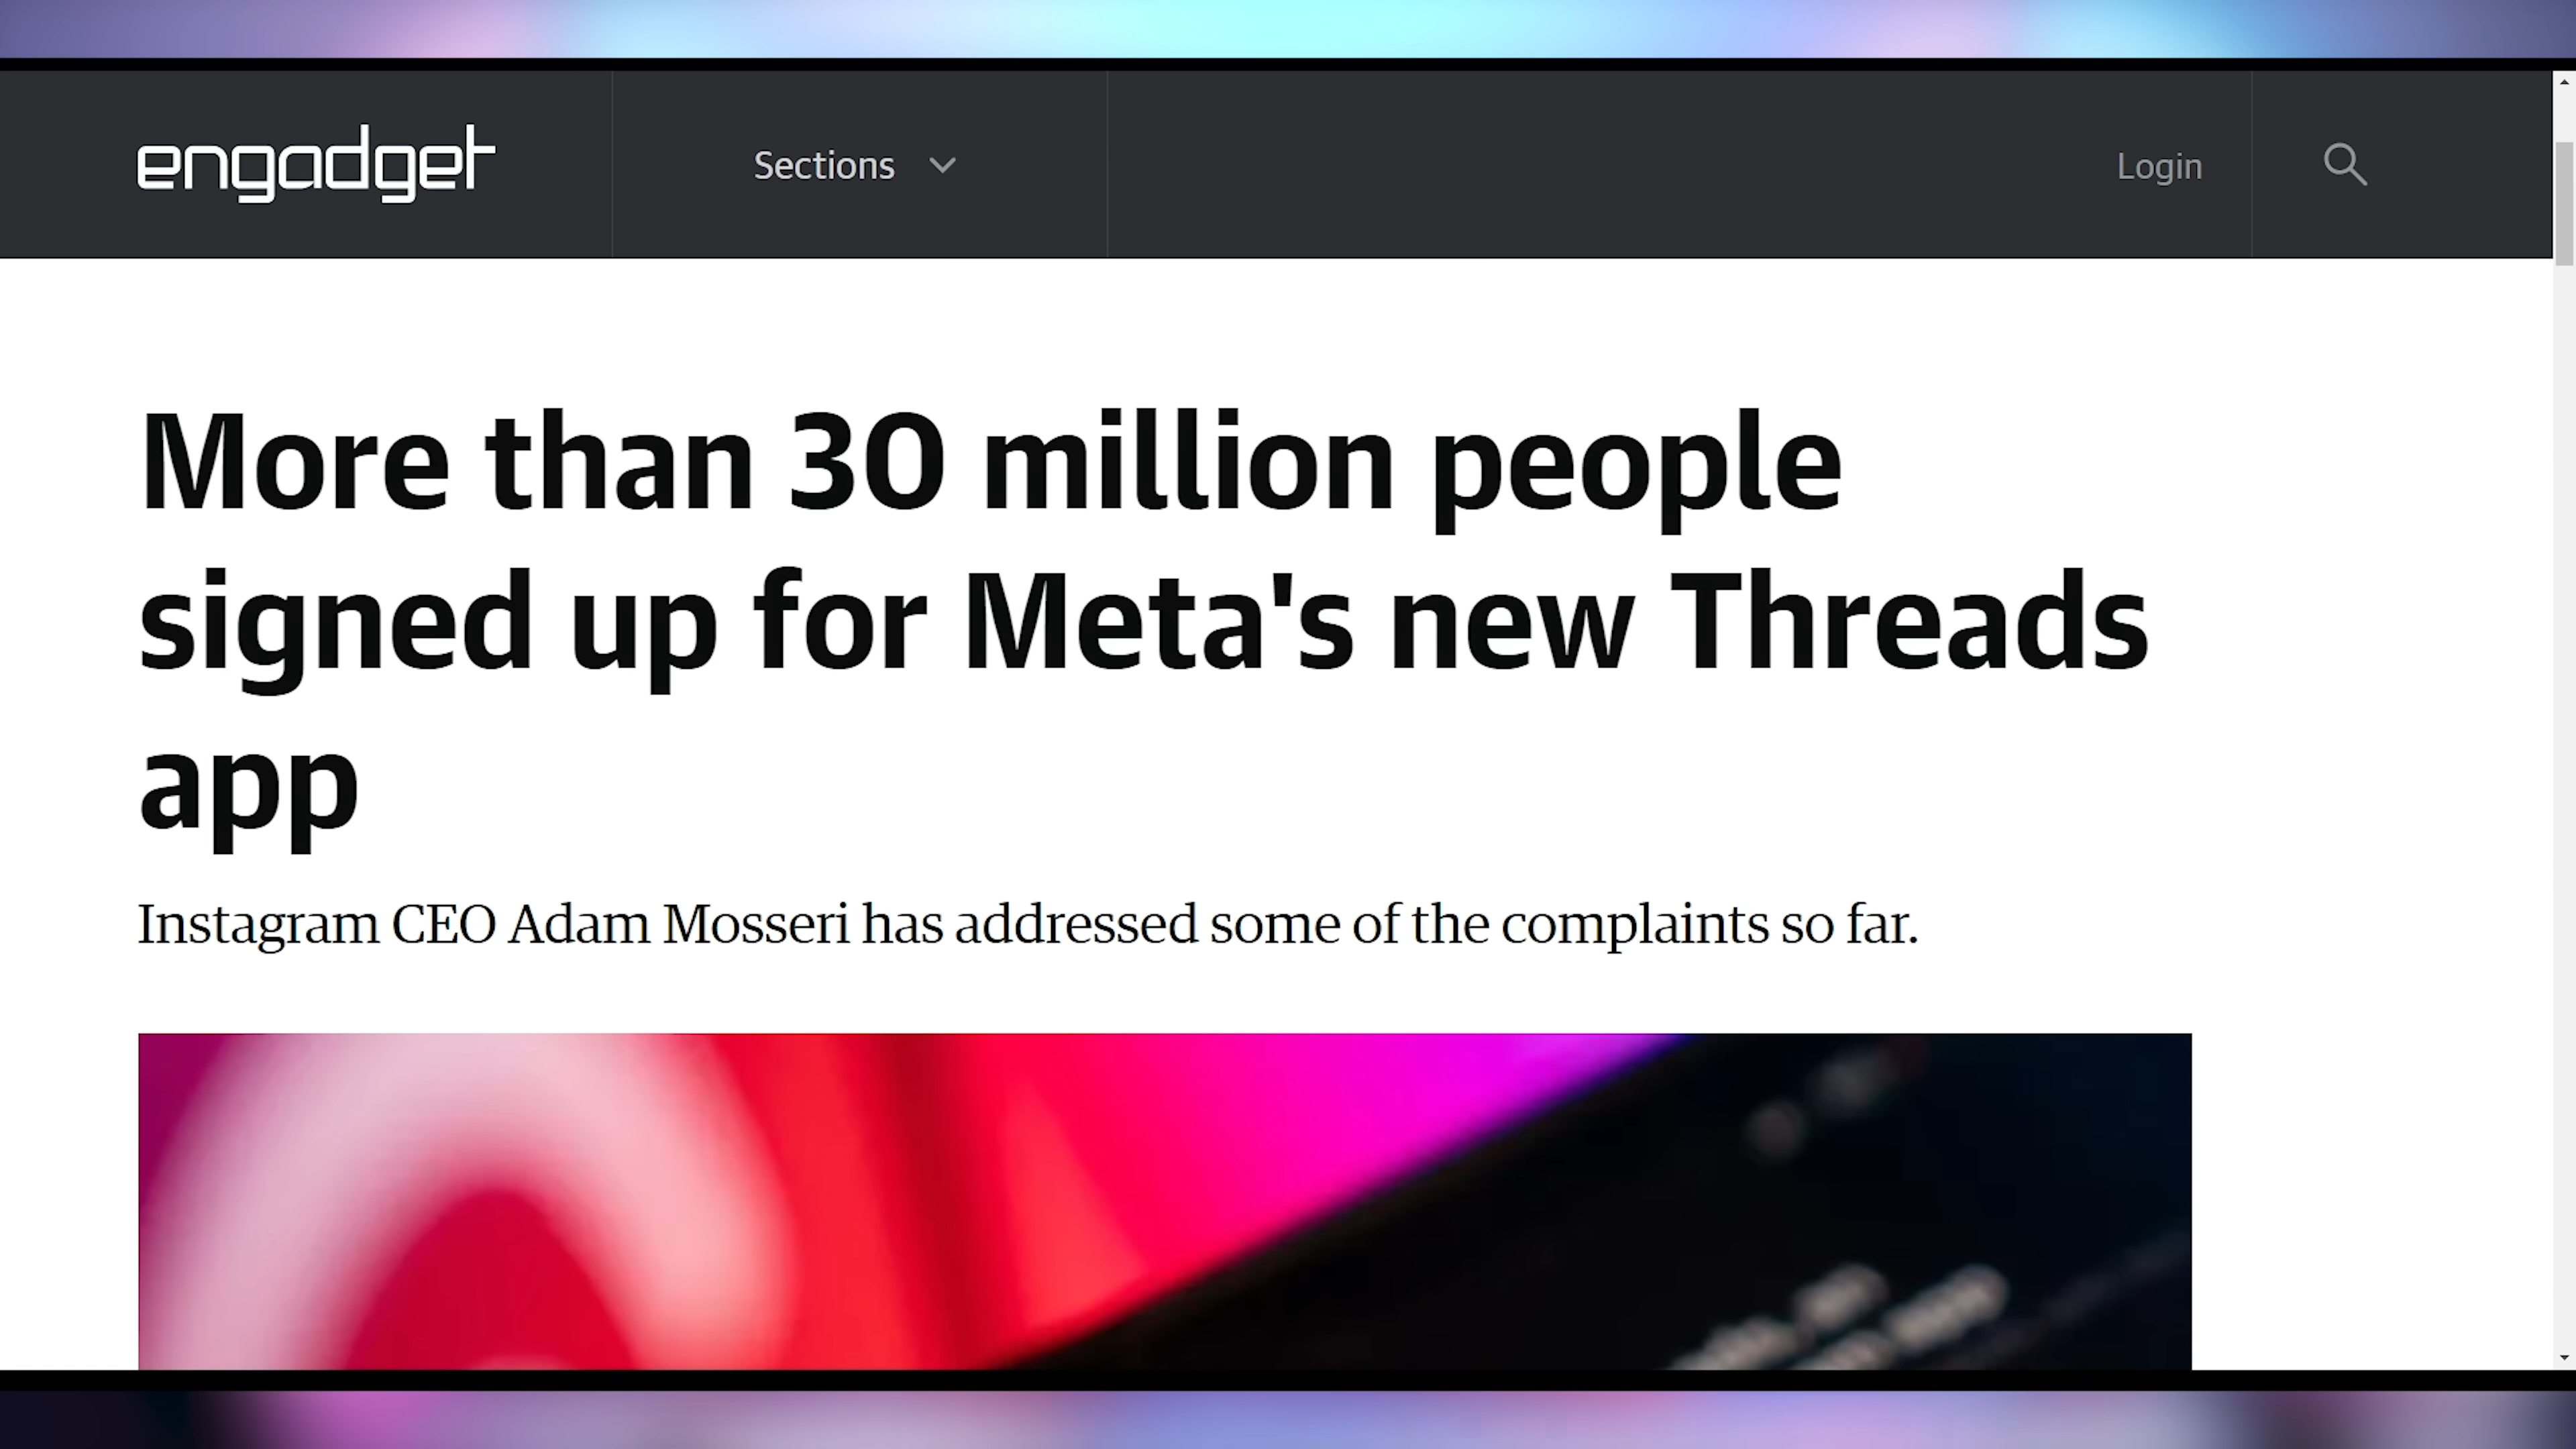 engadget
Sections
Login
More than 30 million people
signed up for Meta's new Threads
app
Instagram CEO Adam Mosseri has addressed some of the complaints so far.